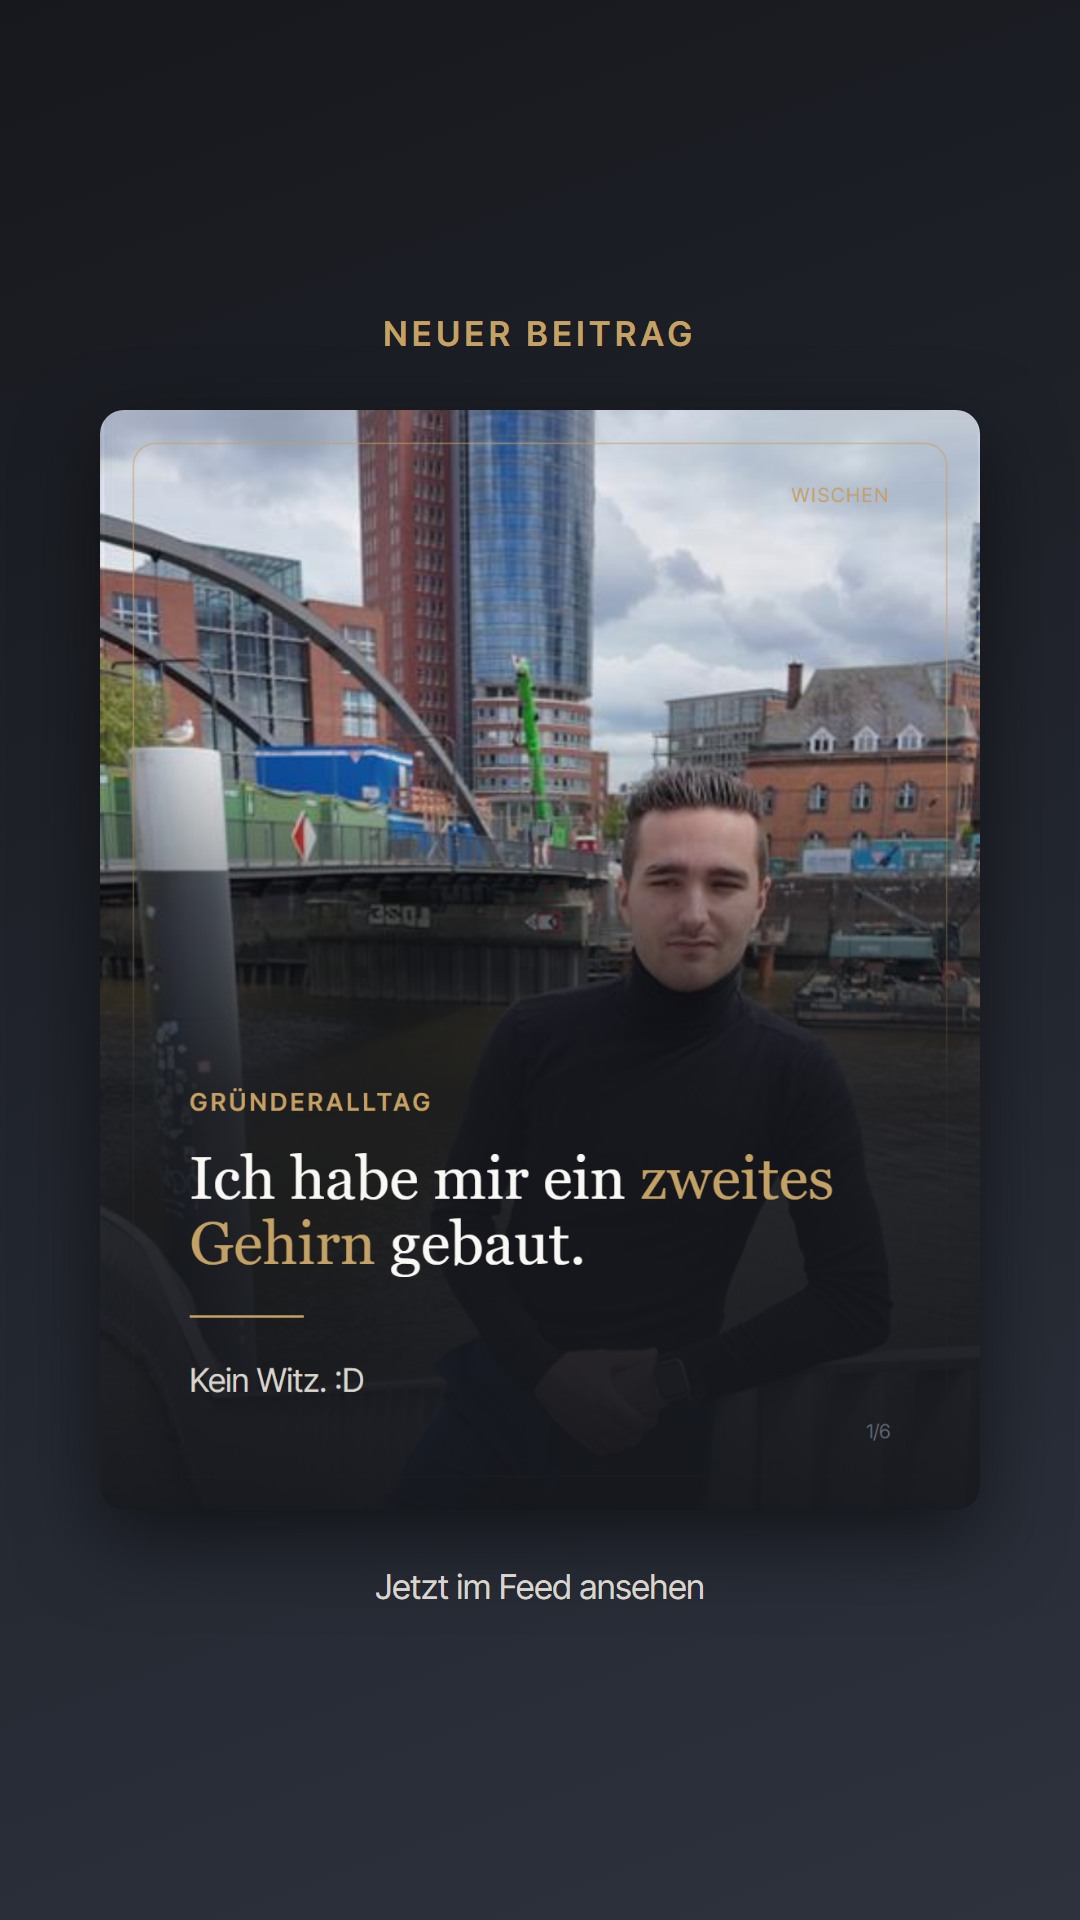 NEUER BEITRAG
WISCHEN
GRÜNDERALLTAG
Ich habe mir ein zweites
Gehirn gebaut.
Kein Witz. :D
1/6
Jetzt im Feed ansehen